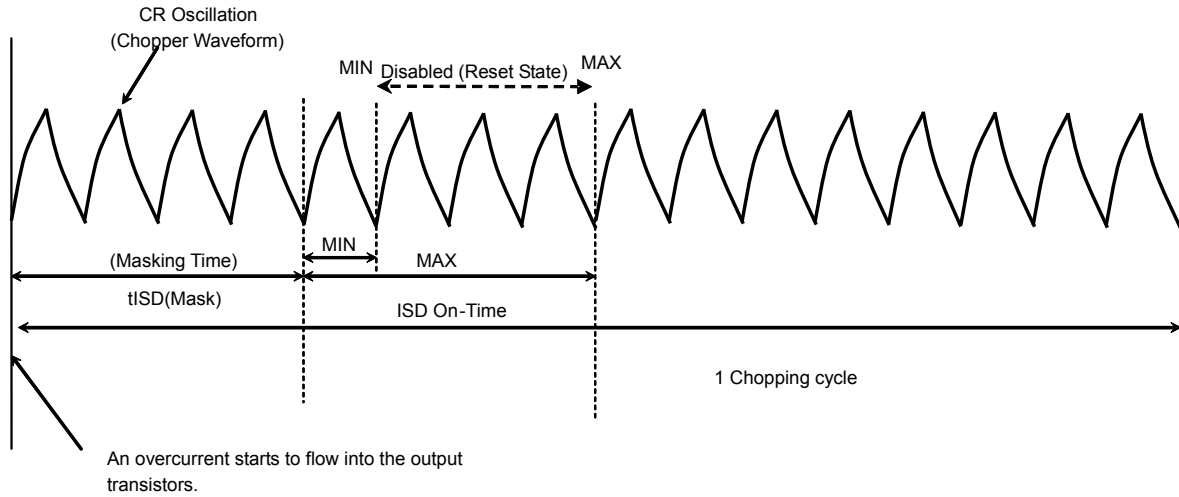 CR Oscillation
(Chopper Waveform)
MIN
Disabled (Reset State)
MAX
MIN
(Masking Time)
MAX
tISD(Mask)
ISD On-Time
1 Chopping cycle
An overcurrent starts to flow into the output
transistors.